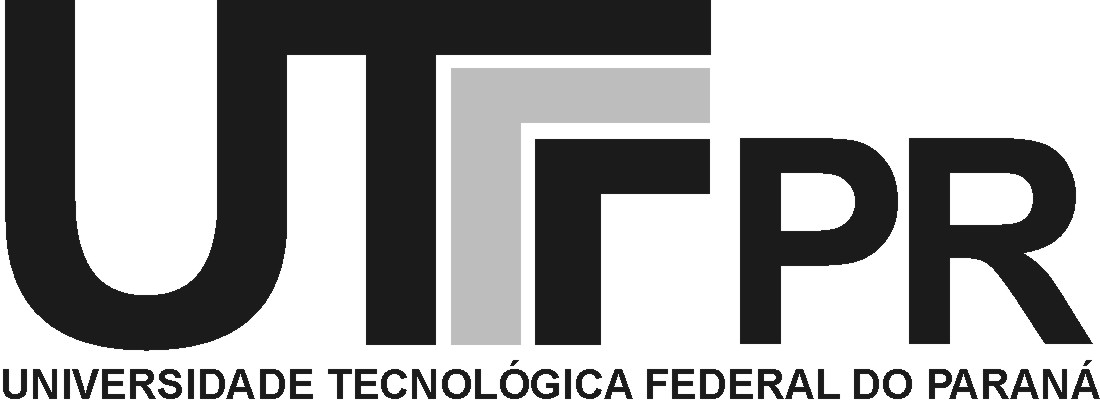 UTFPR
UNIVERSIDADE TECNOLÓGICA FEDERAL DO PARANÁ